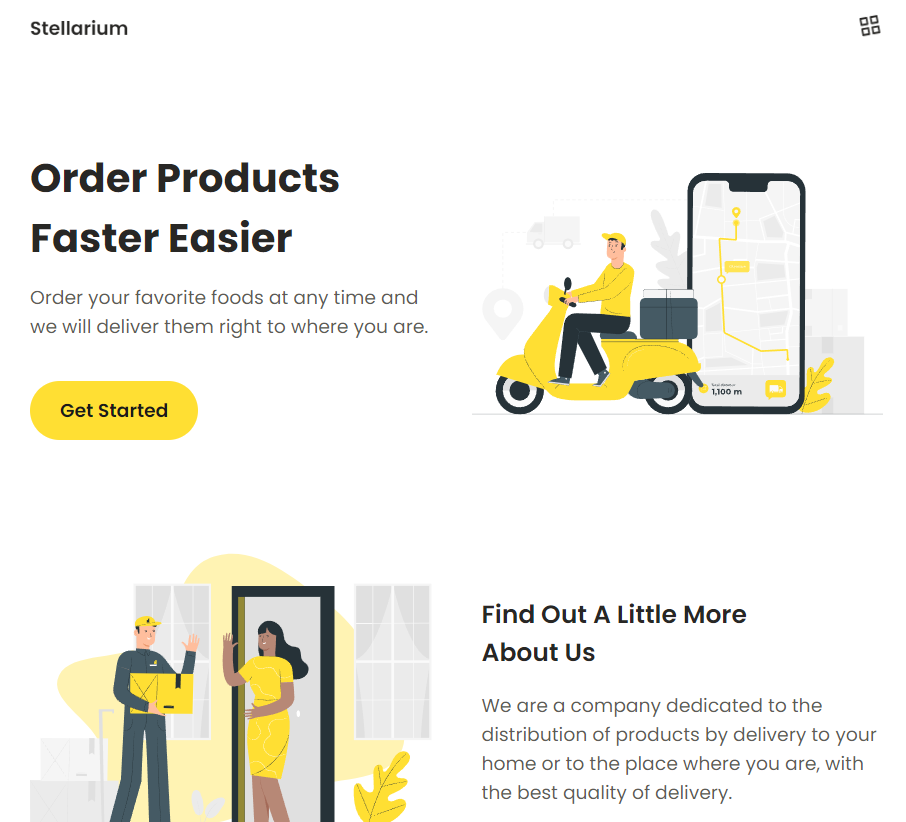 Stellarium
Order Products
Faster Easier
Order your favorite foods at any time and
we will deliver them right to where you are.
Get Started
1,100 m
Find Out A Little More
About Us
We are a company dedicated to the
distribution of products by delivery to your
home or to the place where you are, with
the best quality of delivery.